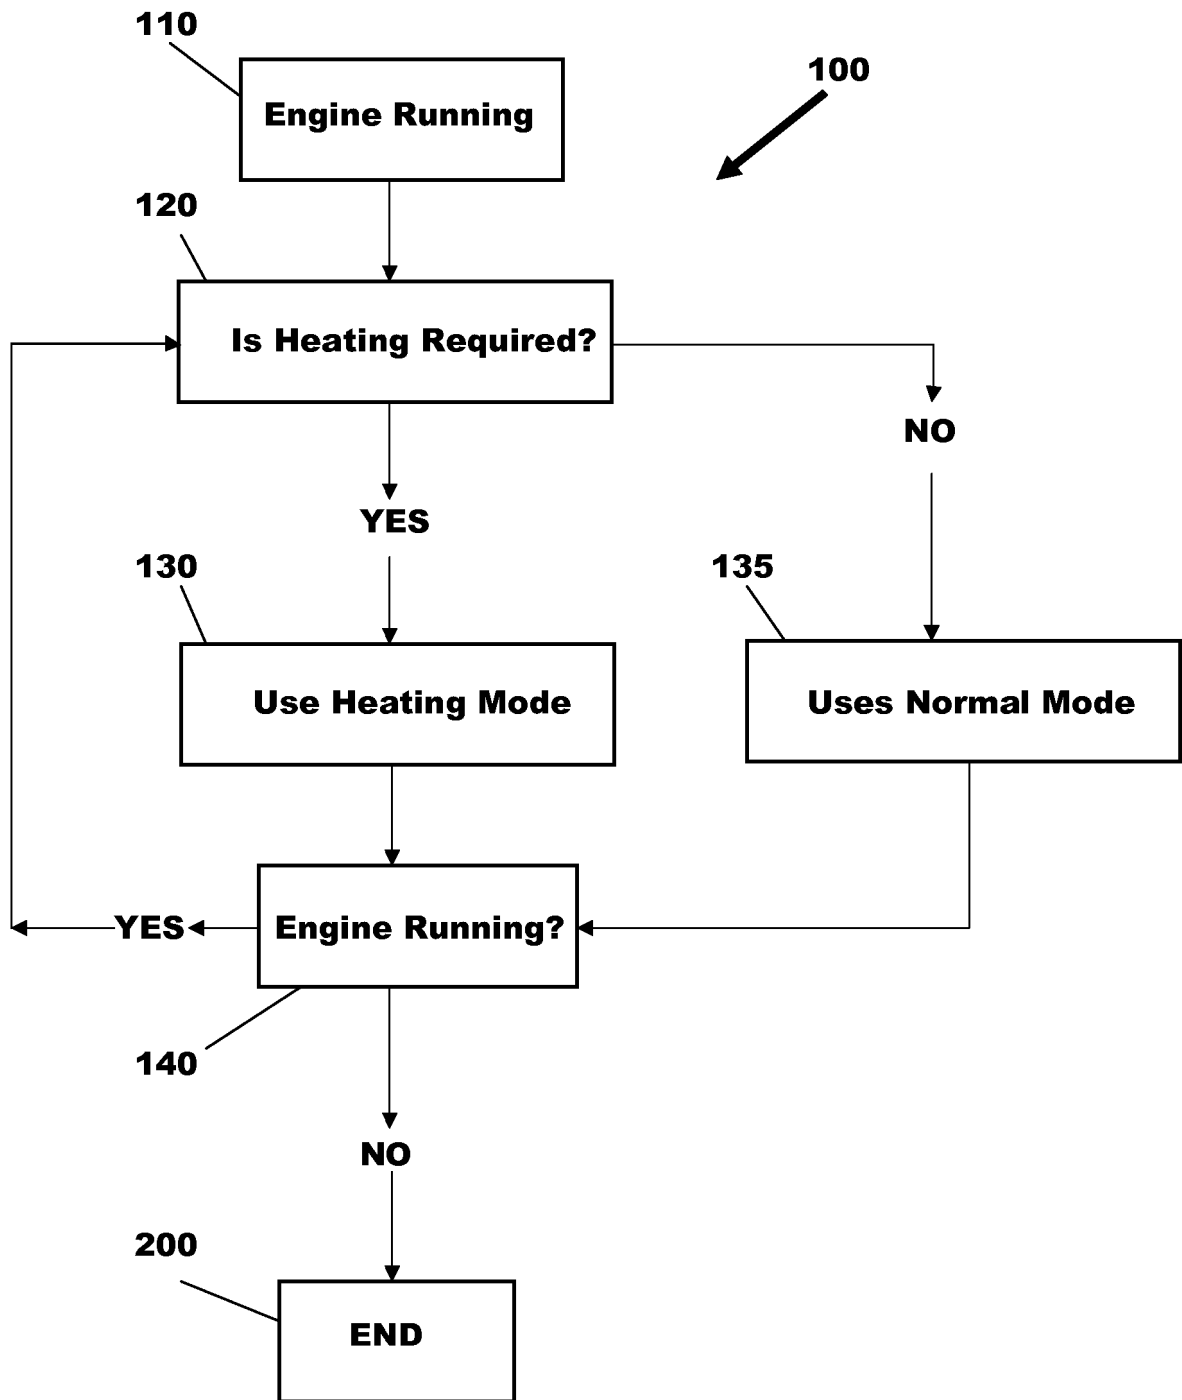 110
Engine Running
100
120
Is Heating Required?
NO
YES
130
135
Use Heating Mode
Uses Normal Mode
YES
Engine Running?
140
NO
200
END